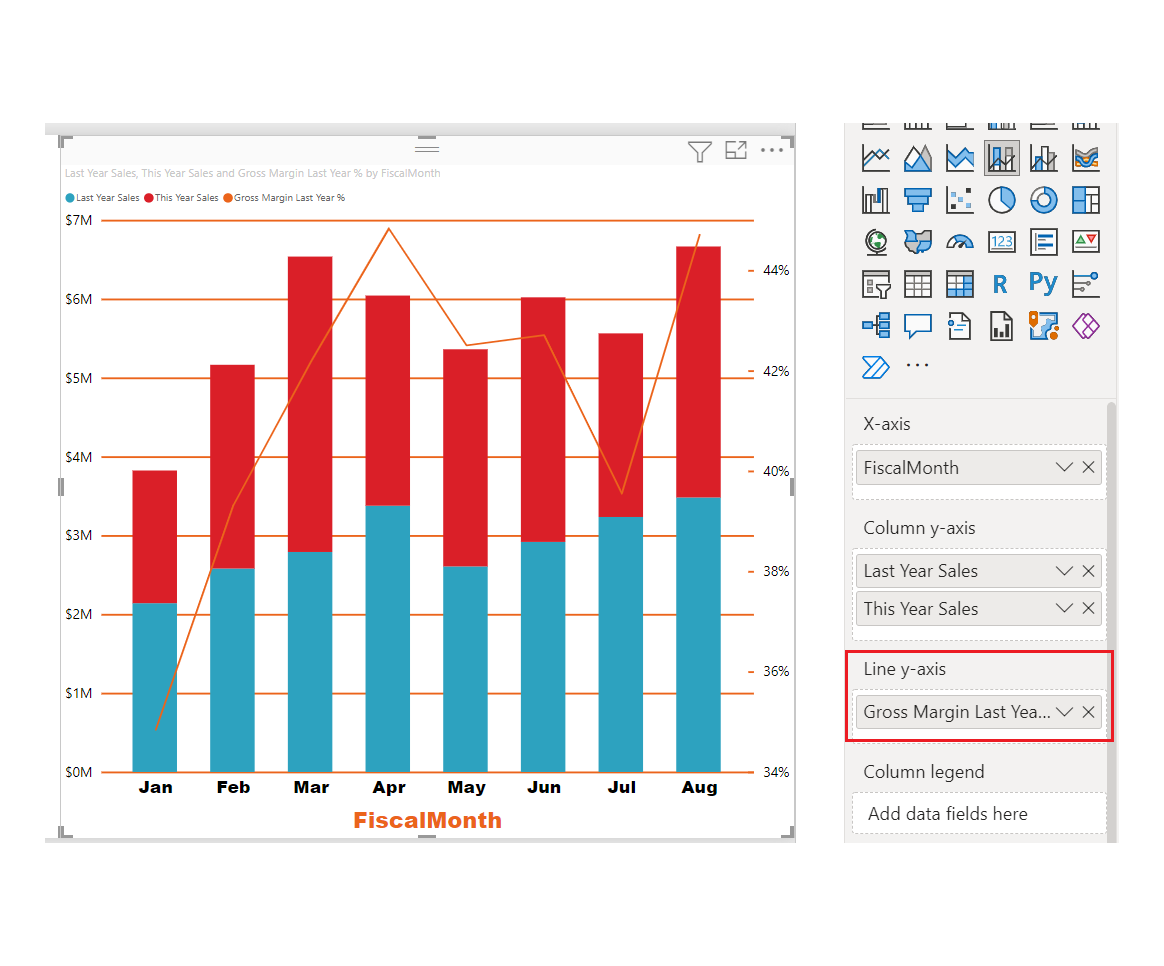 Last Year Sales, This Year Sales and Gross Margin Last Year % by FiscalMonth
Last Year Sales This Year Sales Gross Margin Last Year %
$7M
$6M
$5M
$4M
$3M
$2M
$1M
$0M
44%
42%
40%
38%
36%
34%
Jan Feb Mar Apr May Jun Jul Aug
FiscalMonth
123
R Py
X-axis
FiscalMonth
Column y-axis
Last Year Sales
This Year Sales
Line y-axis
Gross Margin Last Yea...
Column legend
Add data fields here